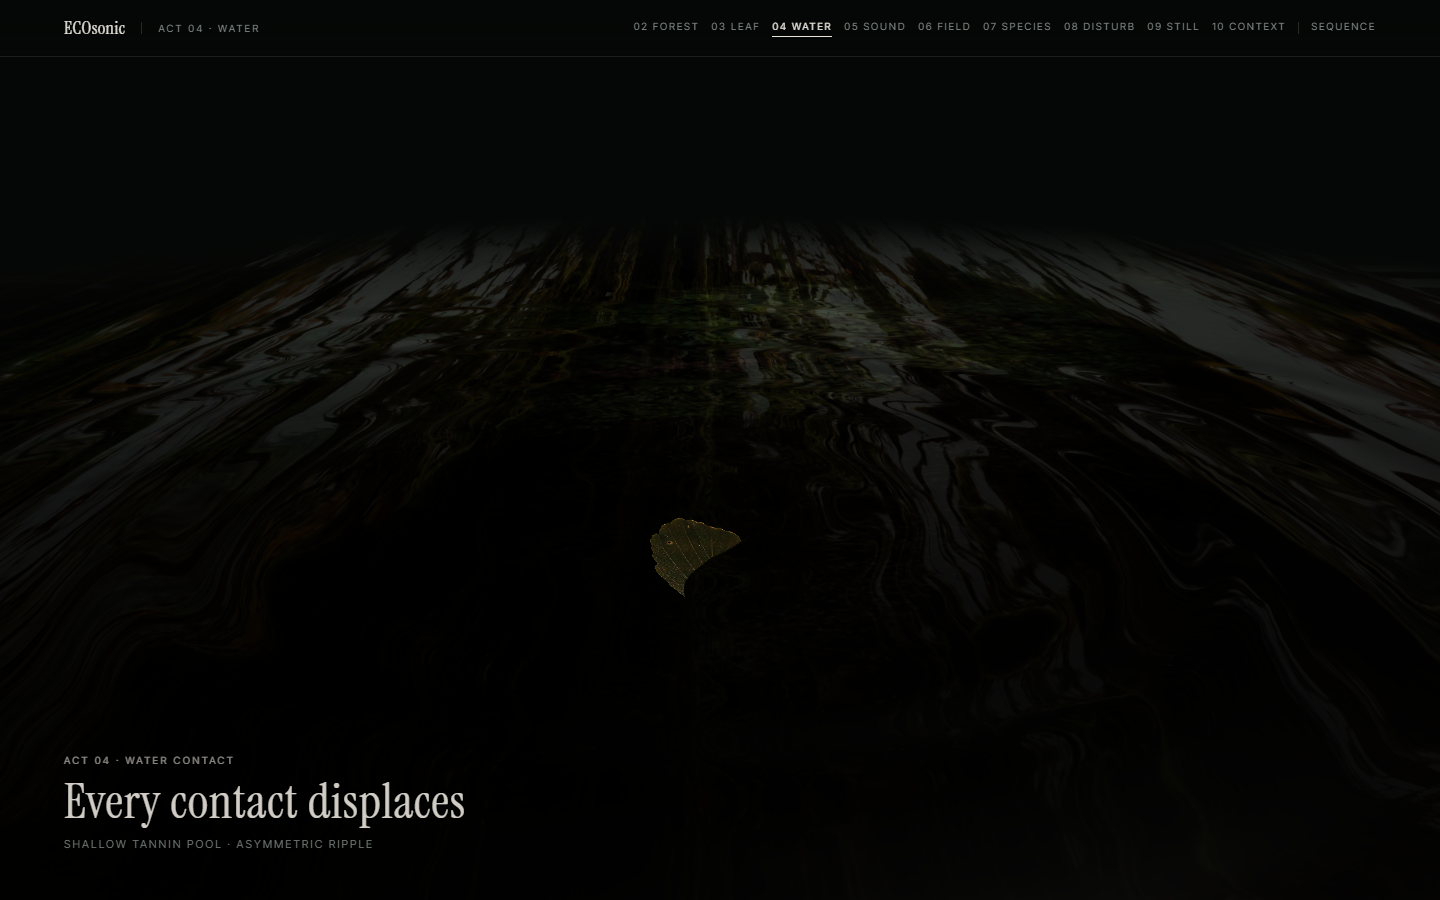 ECOsonic
ACT 04 · WATER
02 FOREST 03 LEAF 04 WATER 05 SOUND 06 FIELD 07 SPECIES 08 DISTURB 09 STILL 10 CONTEXT SEQUENCE
ACT 04 · WATER CONTACT
Every contact displaces
SHALLOW TANNIN POOL · ASYMMETRIC RIPPLE